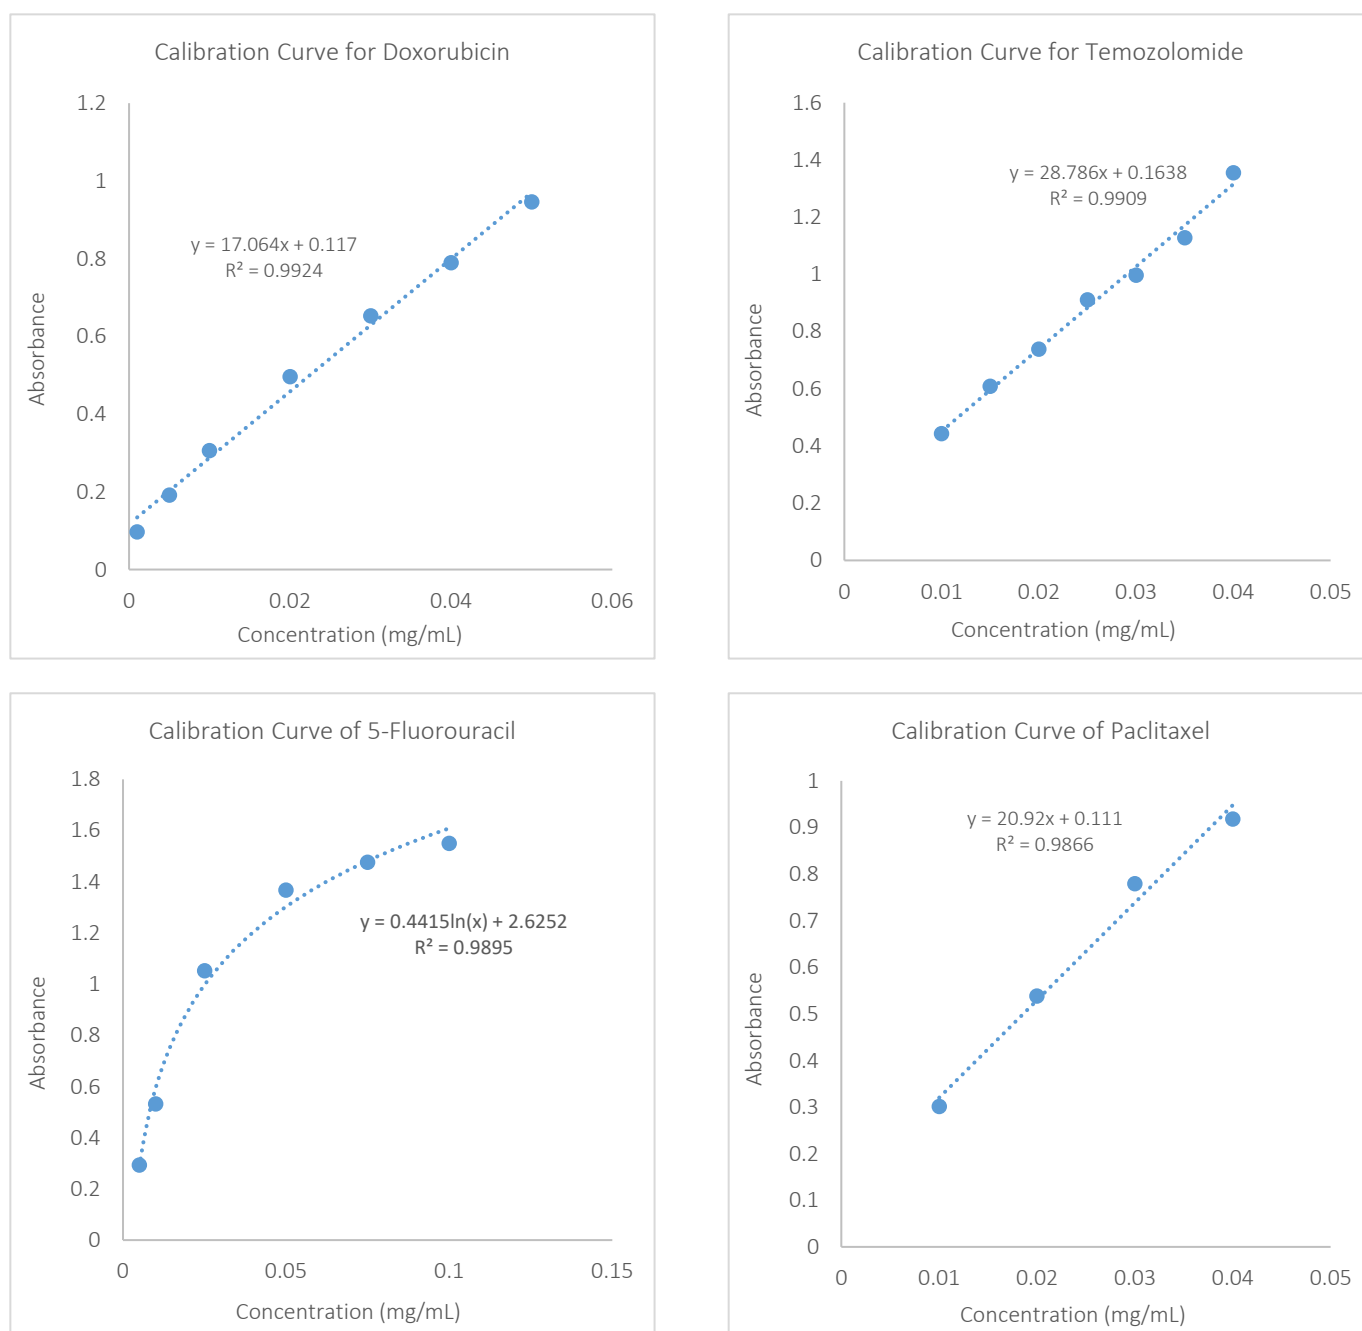 Calibration Curve for Doxorubicin
1.2
1
0.8
0.6
0.4
0.2
0
y = 17.064x + 0.117
R² = 0.9924
Absorbance
0
0.02
0.04
0.06
Concentration (mg/mL)
Calibration Curve for Temozolomide
1.6
1.4
1.2
1
0.8
0.6
0.4
0.2
0
y = 28.786x + 0.1638
R² = 0.9909
Absorbance
0
0.01
0.02
0.03
0.04
0.05
Concentration (mg/mL)
Calibration Curve of 5-Fluorouracil
1.8
1.6
1.4
1.2
1
0.8
0.6
0.4
0.2
0
y = 0.4415ln(x) + 2.6252
R² = 0.9895
Absorbance
0
0.05
0.1
0.15
Concentration (mg/mL)
Calibration Curve of Paclitaxel
1
0.9
0.8
0.7
0.6
0.5
0.4
0.3
0.2
0.1
0
y = 20.92x + 0.111
R² = 0.9866
Absorbance
0
0.01
0.02
0.03
0.04
0.05
Concentration (mg/mL)